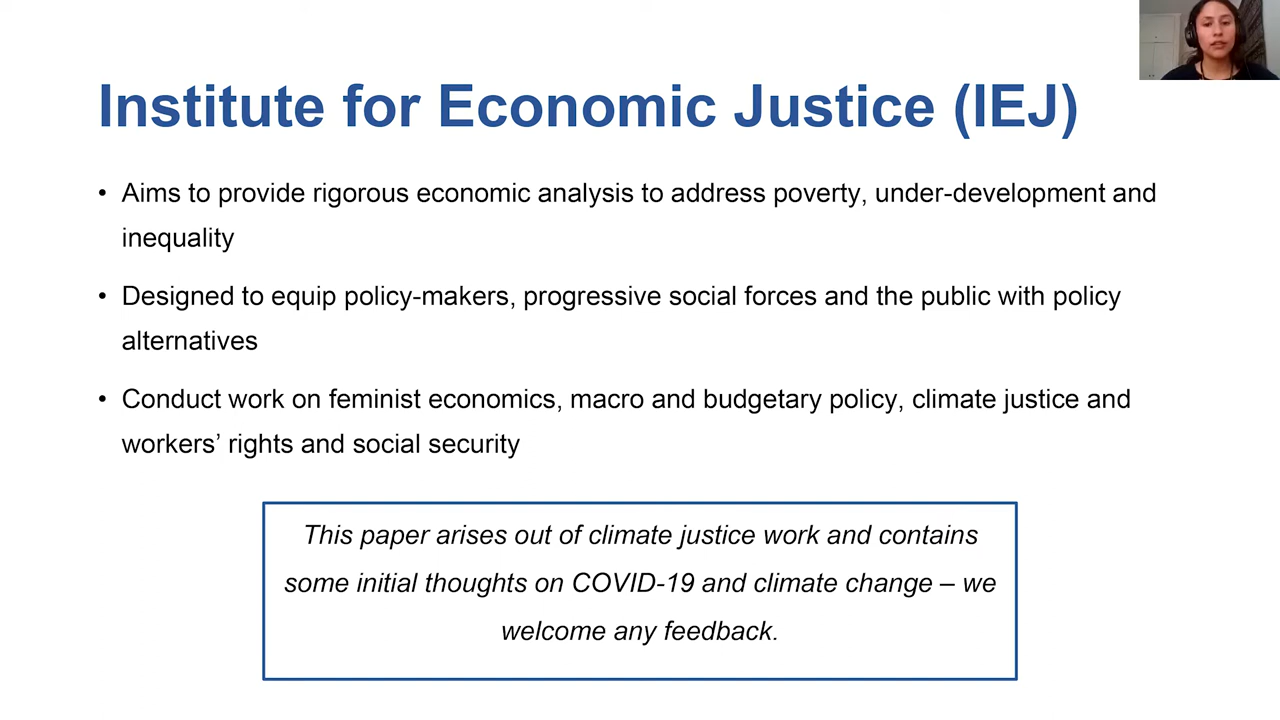 Institute for Economic Justice (IEJ)
• Aims to provide rigorous economic analysis to address poverty, under-development and
inequality
• Designed to equip policy-makers, progressive social forces and the public with policy
alternatives
• Conduct work on feminist economics, macro and budgetary policy, climate justice and
workers’ rights and social security
This paper arises out of climate justice work and contains
some initial thoughts on COVID-19 and climate change – we
welcome any feedback.